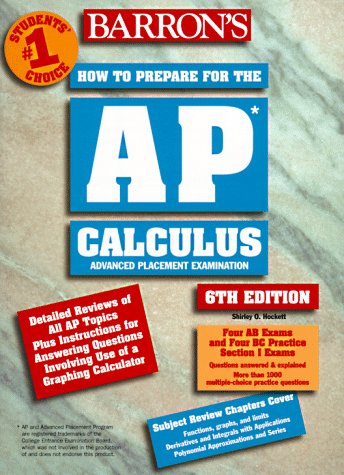 STUDENTS'
#1
CHOICE
BARRON'S
HOW TO PREPARE FOR THE
AP*
CALCULUS
ADVANCED PLACEMENT EXAMINATION
6TH EDITION
Shirley O. Hockett
Detailed Reviews of
All AP Topics
Plus Instructions for
Answering Questions
Involving Use of a
Graphing Calculator
Four AB Exams
and Four BC Practice
Section I Exams
Questions answered & explained
More than 1000
multiple-choice practice questions
Subject Review Chapters Cover
Functions, graphs, and limits
Derivatives and Integrals with Applications
Polynomial Approximations and Series
* AP and Advanced Placement Program
are registered trademarks of the
College Entrance Examination Board,
which was not involved in the production
of and does not endorse this product.